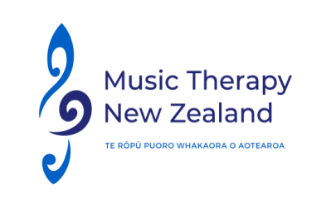 Music Therapy
New Zealand
TE RŌPŪ PUORO WHAKAORA O AOTEAROA